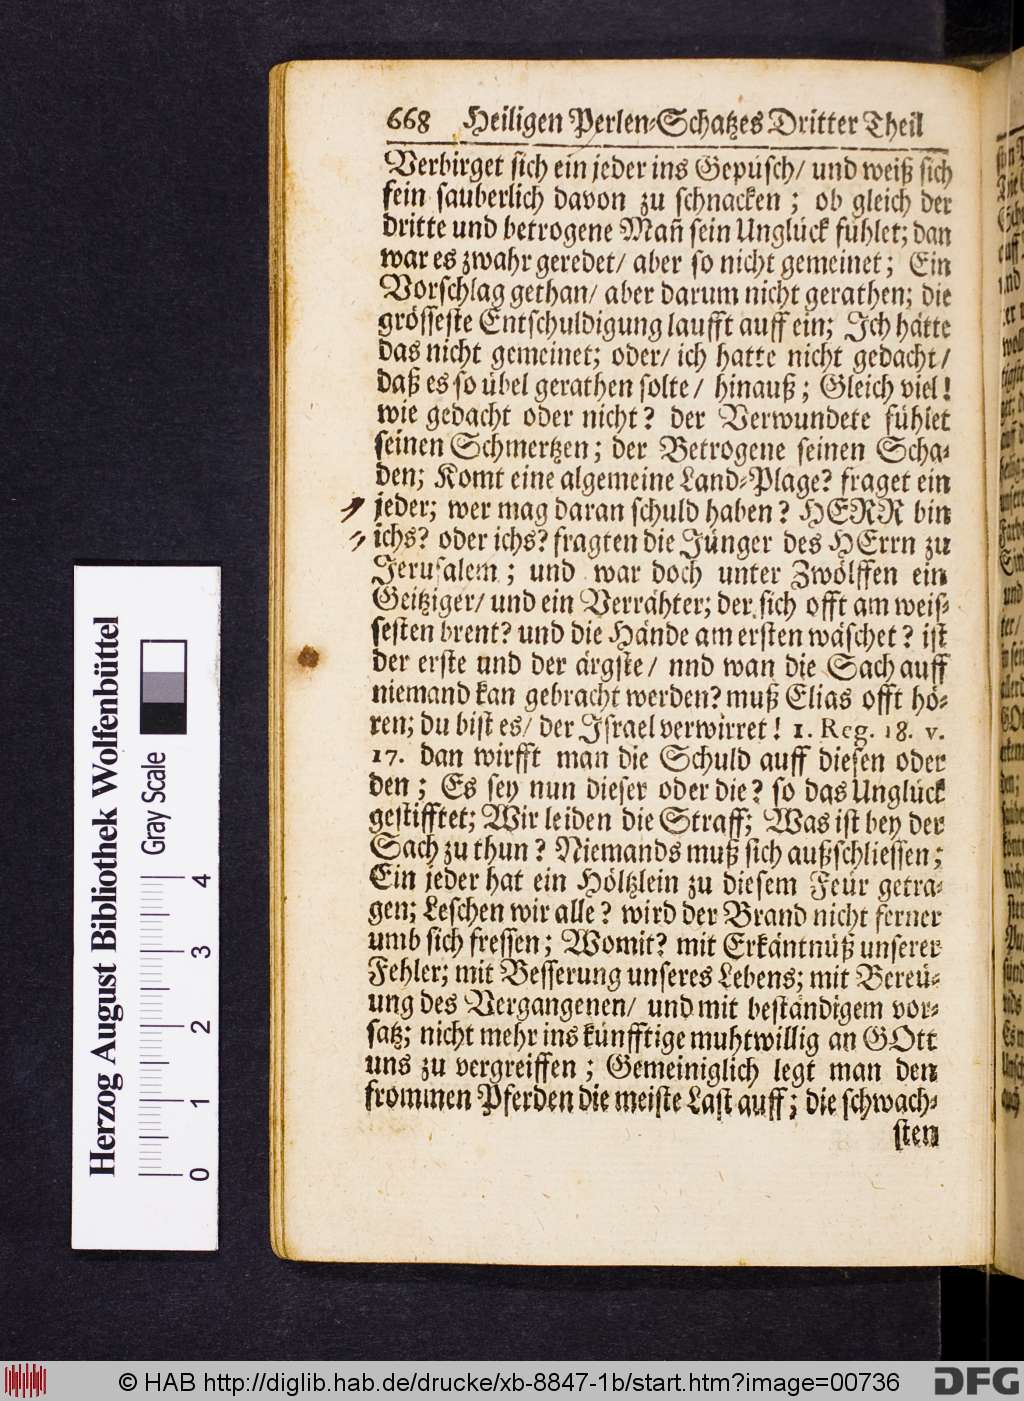 668 Heiligen Perlen-Schatzes Dritter Theil
Verbirget sich ein jeder ins Gepüsch/ und weiß sich
fein sauberlich davon zu schnacken; ob gleich der
dritte und betrogene Mañ sein Unglück fühlet; dan
war es zwahr geredet/ aber so nicht gemeinet; Ein
Vorschlag gethan/ aber darum nicht gerathen; die
grösseste Entschuldigung laufft auff ein; Ich hätte
das nicht gemeinet; oder/ ich hatte nicht gedacht/
daß es so übel gerathen solte/ hinauß; Gleich viel!
wie gedacht oder nicht? der Verwundete fühlet
seinen Schmertzen; der Betrogene seinen Scha-
den; Komt eine algemeine Land-Plage? fraget ein
jeder; wer mag daran schuld haben? HERR bin
ichs? oder ichs? fragten die Jünger des HErrn zu
Jerusalem; und war doch unter Zwölffen ein
Geitziger/ und ein Verrähter; der sich offt am weis-
sesten brent? und die Hände am ersten wäschet? ist
der erste und der ärgste/ nnd wan die Sach auff
niemand kan gebracht werden? muß Elias offt hö-
ren; du bist es/ der Israel verwirret! 1. Reg. 18. v.
17. dan wirfft man die Schuld auff diesen oder
den; Es sey nun dieser oder die? so das Unglück
gestifftet; Wir leiden die Straff; Was ist bey der
Sach zu thun? Niemands muß sich außschliessen;
Ein jeder hat ein Höltzlein zu diesem Feür getra-
gen; Leschen wir alle? wird der Brand nicht ferner
umb sich fressen; Womit? mit Erkäntnüß unserer
Fehler; mit Besserung unseres Lebens; mit Bereü-
ung des Vergangenen/ und mit beständigem vor-
satz; nicht mehr ins künfftige muhtwillig an GOtt
uns zu vergreiffen; Gemeiniglich legt man den
frommen Pferden die meiste Last auff; die schwach-
sten
Herzog August Bibliothek Wolfenbüttel
Gray Scale
0 1 2 3 4
© HAB http://diglib.hab.de/drucke/xb-8847-1b/start.htm?image=00736
DFG